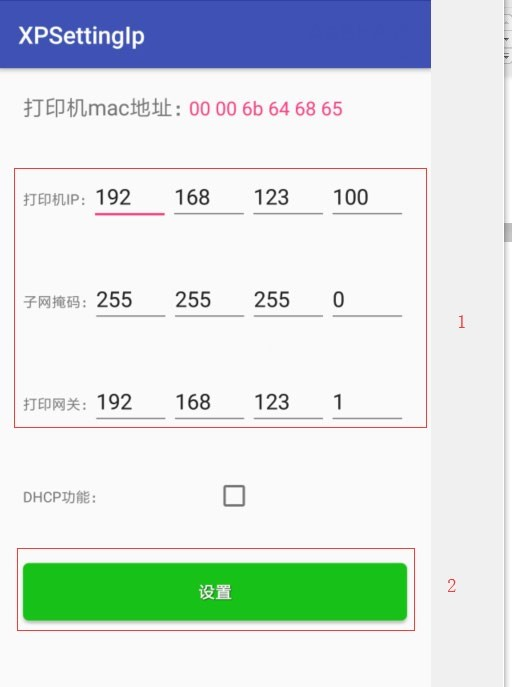 XPSettingIp
打印机mac地址：00 00 6b 64 68 65
打印机IP： 192 168 123 100
子网掩码： 255 255 255 0
1
打印网关： 192 168 123 1
DHCP功能：
设置
2